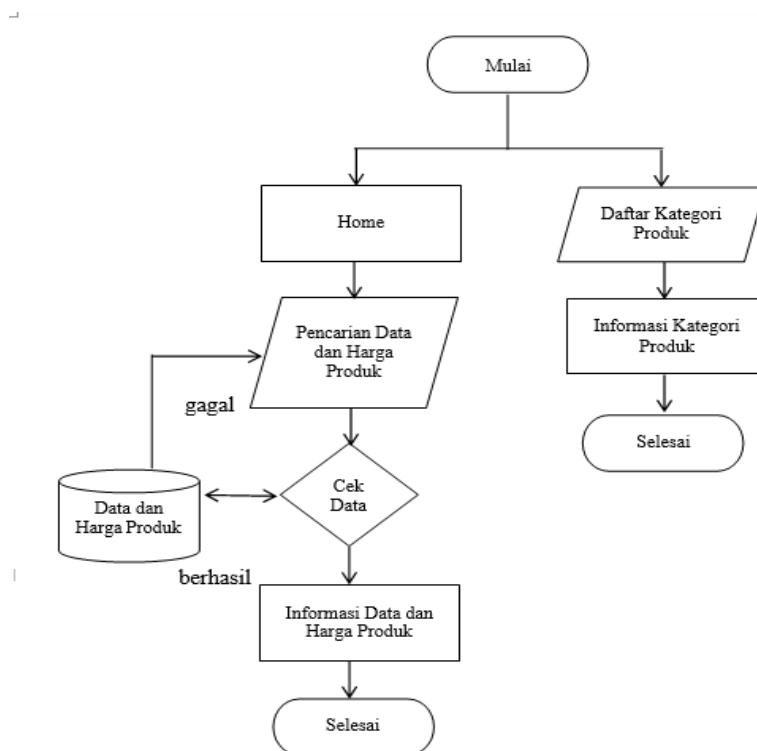 Mulai
Home
Daftar Kategori
Produk
Pencarian Data
dan Harga
Produk
Informasi Kategori
Produk
gagal
Selesai
Cek
Data
Data dan
Harga Produk
berhasil
Informasi Data dan
Harga Produk
Selesai